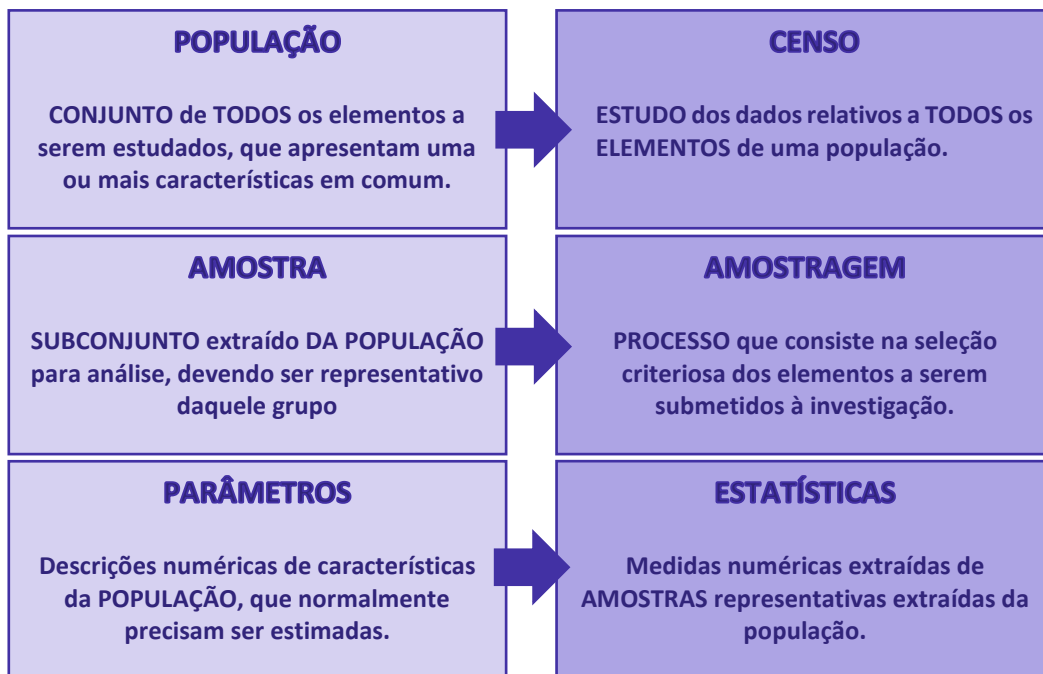 POPULAÇÃO
CONJUNTO de TODOS os elementos a
serem estudados, que apresentam uma
ou mais características em comum.
CENSO
ESTUDO dos dados relativos a TODOS os
ELEMENTOS de uma população.
AMOSTRA
SUBCONJUNTO extraído DA POPULAÇÃO
para análise, devendo ser representativo
daquele grupo
AMOSTRAGEM
PROCESSO que consiste na seleção
criteriosa dos elementos a serem
submetidos à investigação.
PARÂMETROS
Descrições numéricas de características
da POPULAÇÃO, que normalmente
precisam ser estimadas.
ESTATÍSTICAS
Medidas numéricas extraídas de
AMOSTRAS representativas extraídas da
população.